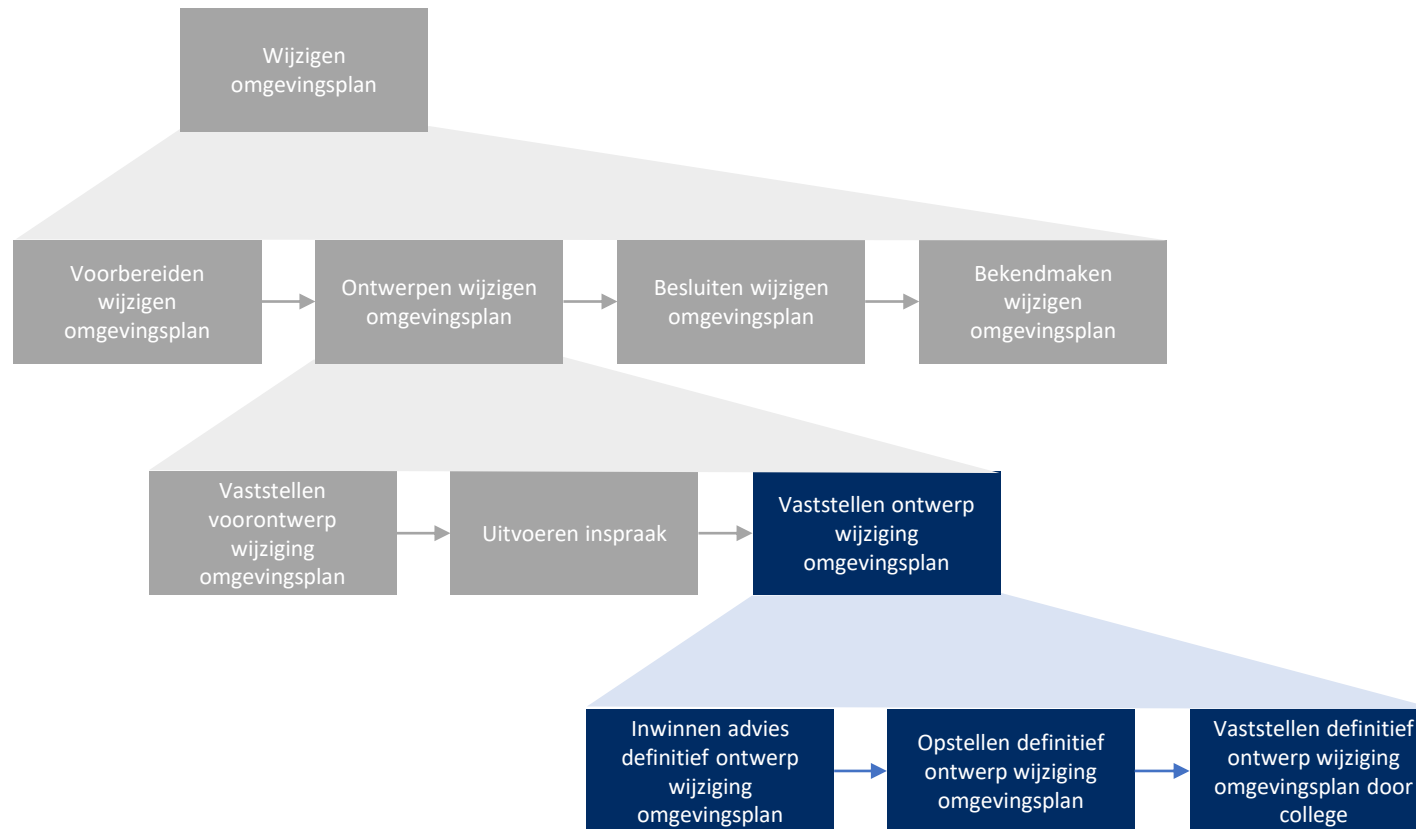 Wijzigen
omgevingsplan
Voorbereiden
wijzigen
omgevingsplan
Ontwerpen wijzigen
omgevingsplan
Besluiten wijzigen
omgevingsplan
Bekendmaken
wijzigen
omgevingsplan
Vaststellen
voorontwerp
wijziging
omgevingsplan
Uitvoeren inspraak
Vaststellen ontwerp
wijziging
omgevingsplan
Inwinnen advies
definitief ontwerp
wijziging
omgevingsplan
Opstellen definitief
ontwerp wijziging
omgevingsplan
Vaststellen definitief
ontwerp wijziging
omgevingsplan door
college